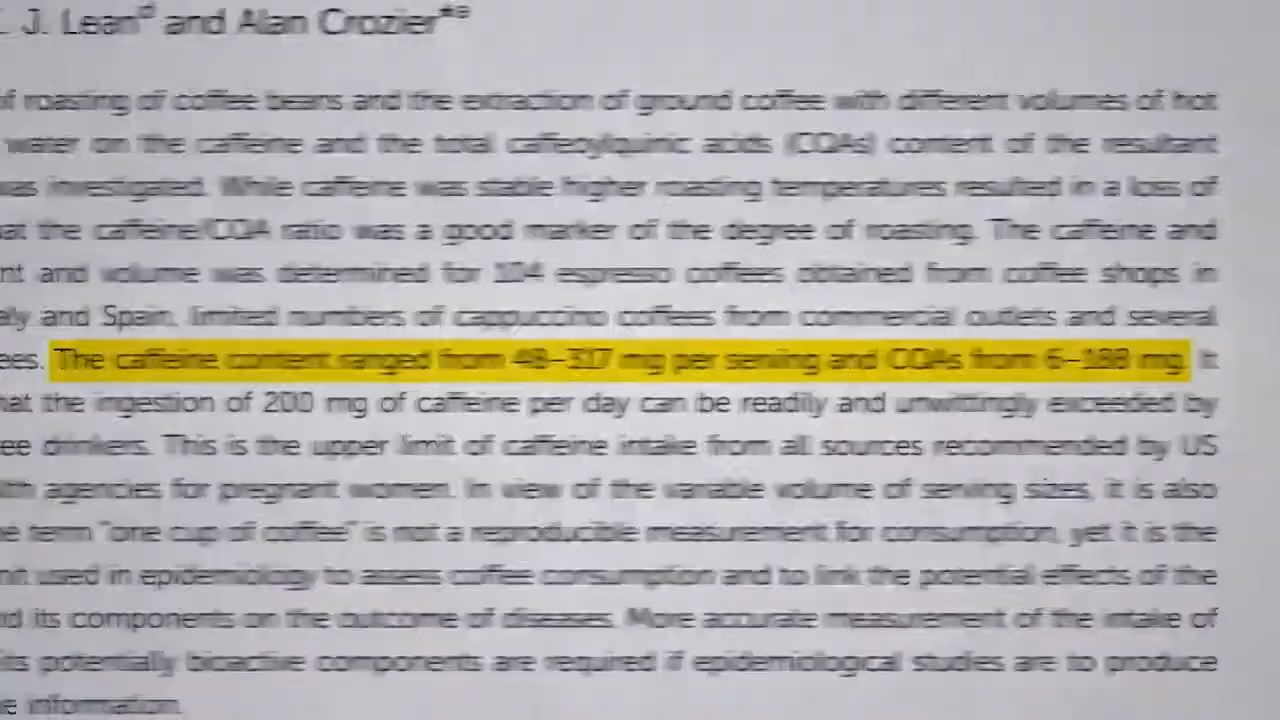 . J. Lean^d and Alan Crozier*^a
of roasting of coffee beans and the extraction of ground coffee with different volumes of hot
water on the caffeine and the total caffeoylquinic acids (CQAs) content of the resultant
was investigated. While caffeine was stable higher roasting temperatures resulted in a loss of
at the caffeine/CQA ratio was a good marker of the degree of roasting. The caffeine and
nt and volume was determined for 104 espresso coffees obtained from coffee shops in
aly and Spain, limited numbers of cappuccino coffees from commercial outlets and several
ees. The caffeine content ranged from 48–317 mg per serving and CQAs from 6–188 mg. It
hat the ingestion of 200 mg of caffeine per day can be readily and unwittingly exceeded by
ee drinkers. This is the upper limit of caffeine intake from all sources recommended by US
lth agencies for pregnant women. In view of the variable volume of serving sizes, it is also
e term "one cup of coffee" is not a reproducible measurement for consumption, yet it is the
nit used in epidemiology to assess coffee consumption and to link the potential effects of the
nd its components on the outcome of diseases. More accurate measurement of the intake of
its potentially bioactive components are required if epidemiological studies are to produce
e information.